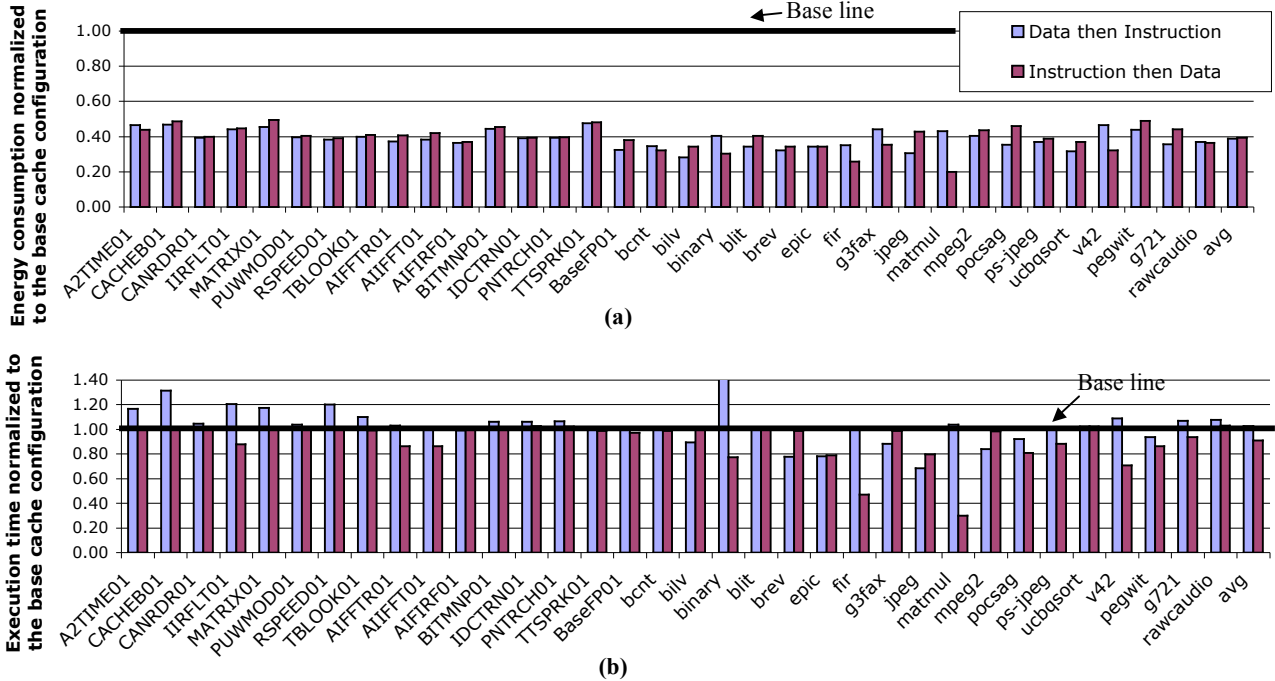 Energy consumption normalized
to the base cache configuration
Base line
Data then Instruction
Instruction then Data
1.00
0.80
0.60
0.40
0.20
0.00
A2TIME01
CACHEB01
CANRDR01
IIRFLT01
MATRIX01
PUWMOD01
RSPEED01
TBLOOK01
AIFFTR01
AIIFFT01
AIFIRF01
BITMNP01
IDCTRN01
PNTRCH01
TTSPRK01
BaseFP01
bcnt
bilv
binary
blit
brev
epic
fir
g3fax
jpeg
matmul
mpeg2
pocsag
ps-jpeg
ucbqsort
v42
pegwit
g721
rawcaudio
avg
(a)
Execution time normalized to
the base cache configuration
Base line
1.40
1.20
1.00
0.80
0.60
0.40
0.20
0.00
A2TIME01
CACHEB01
CANRDR01
IIRFLT01
MATRIX01
PUWMOD01
RSPEED01
TBLOOK01
AIFFTR01
AIIFFT01
AIFIRF01
BITMNP01
IDCTRN01
PNTRCH01
TTSPRK01
BaseFP01
bcnt
bilv
binary
blit
brev
epic
fir
g3fax
jpeg
matmul
mpeg2
pocsag
ps-jpeg
ucbqsort
v42
pegwit
g721
rawcaudio
avg
(b)